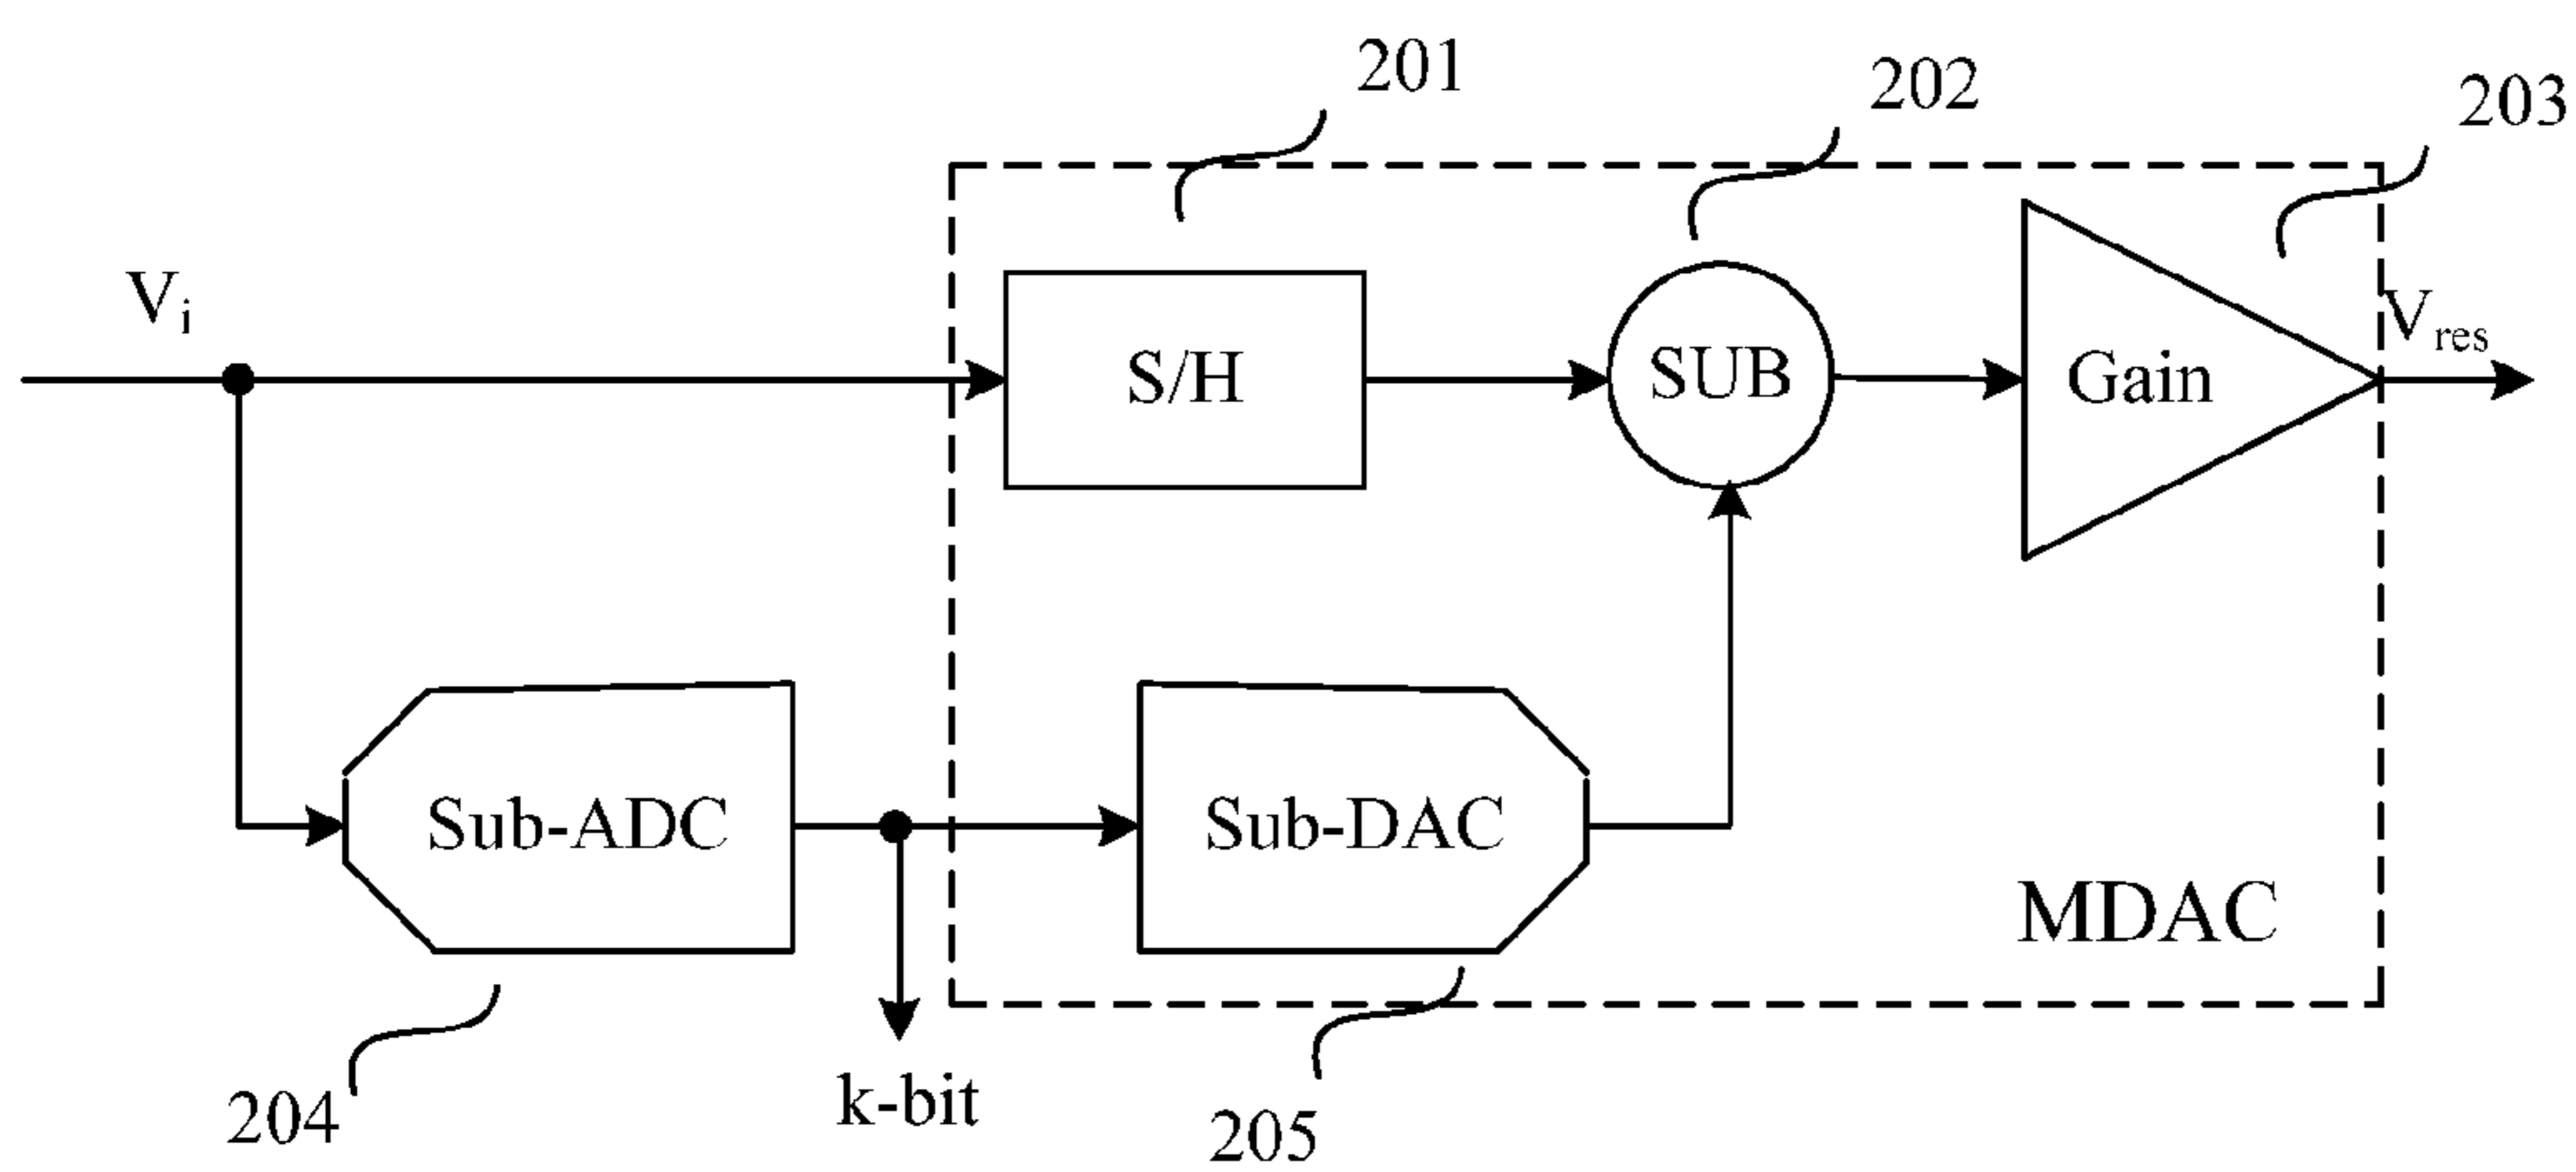 201
202
203
Vi
S/H
SUB
Gain
Vres
Sub-ADC
Sub-DAC
MDAC
k-bit
204
205